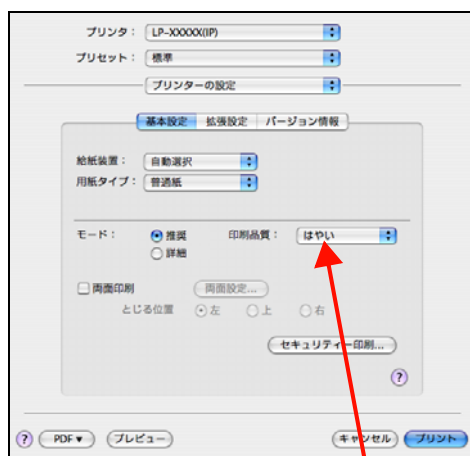 プリンタ： LP-XXXXX(IP)
プリセット： 標準
プリンターの設定
基本設定 拡張設定 バージョン情報
給紙装置： 自動選択
用紙タイプ： 普通紙
モード： 推奨 印刷品質： はやい
詳細
両面印刷 両面設定...
とじる位置 左 上 右
セキュリティー印刷...
?
? PDF▼ プレビュー キャンセル プリント